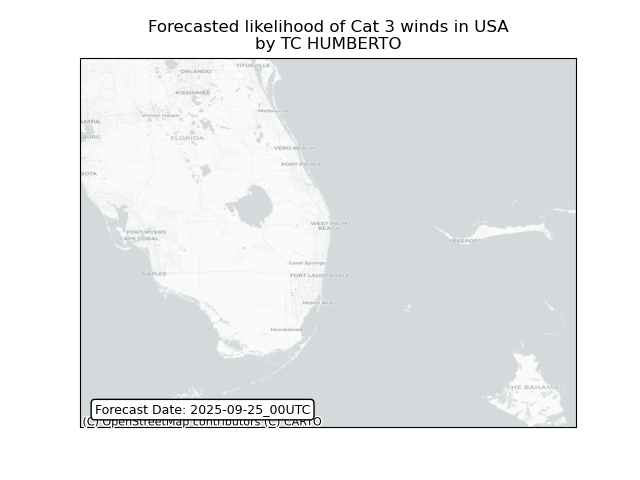 Forecasted likelihood of Cat 3 winds in USA
by TC HUMBERTO
TITUSVILLE
ORLANDO
KISSIMMEE
Melbourne
Winter Haven
AMPA
BURG
FLORIDA
VERO BEACH
FORT PIERCE
SOTA
WEST PALM
BEACH
FORT MYERS
CAPE CORAL
FREEPORT
Coral Springs
NAPLES
FORT LAUDERDALE
Miami Beach
Homestead
THE BAHAMAS
Forecast Date: 2025-09-25_00UTC
(C) OpenStreetMap contributors (C) CARTO